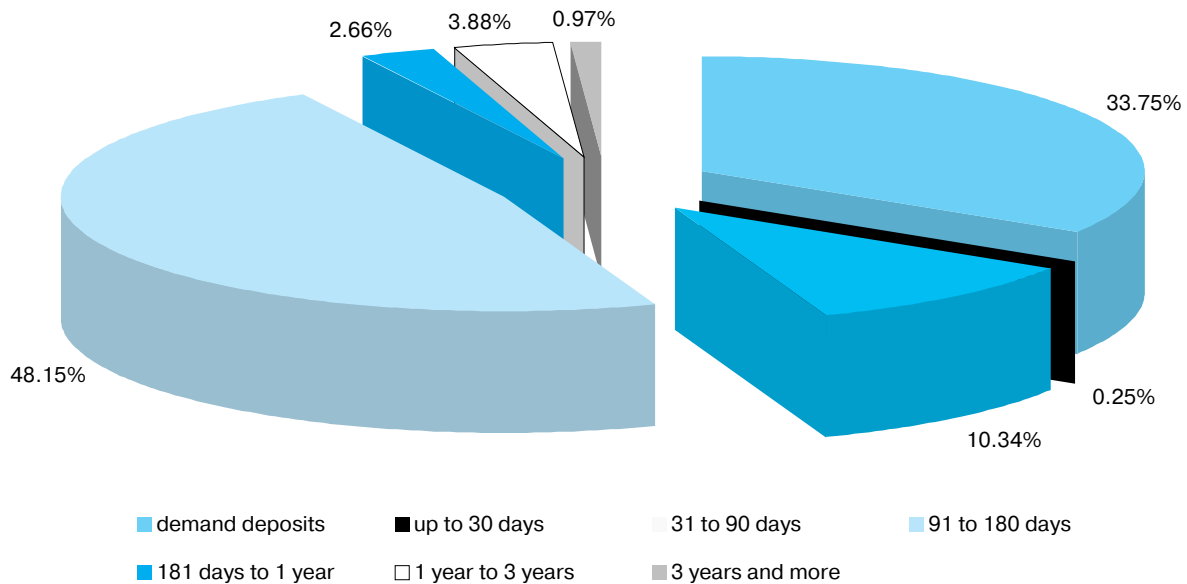 2.66%
3.88%
0.97%
33.75%
48.15%
0.25%
10.34%
demand deposits
up to 30 days
31 to 90 days
91 to 180 days
181 days to 1 year
1 year to 3 years
3 years and more